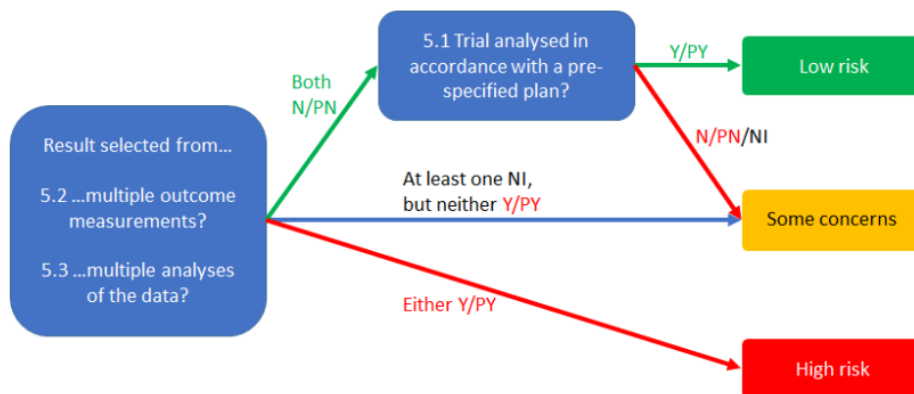 5.1 Trial analysed in
accordance with a pre-
specified plan?
Y/PY
Low risk
Both
N/PN
N/PN/NI
Result selected from...
5.2 ...multiple outcome
measurements?
5.3 ...multiple analyses
of the data?
At least one NI,
but neither Y/PY
Some concerns
Either Y/PY
High risk